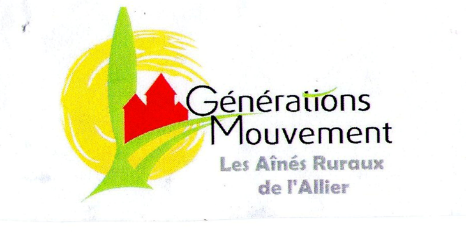 Générations
Mouvement
Les Aînés Ruraux
de l'Allier